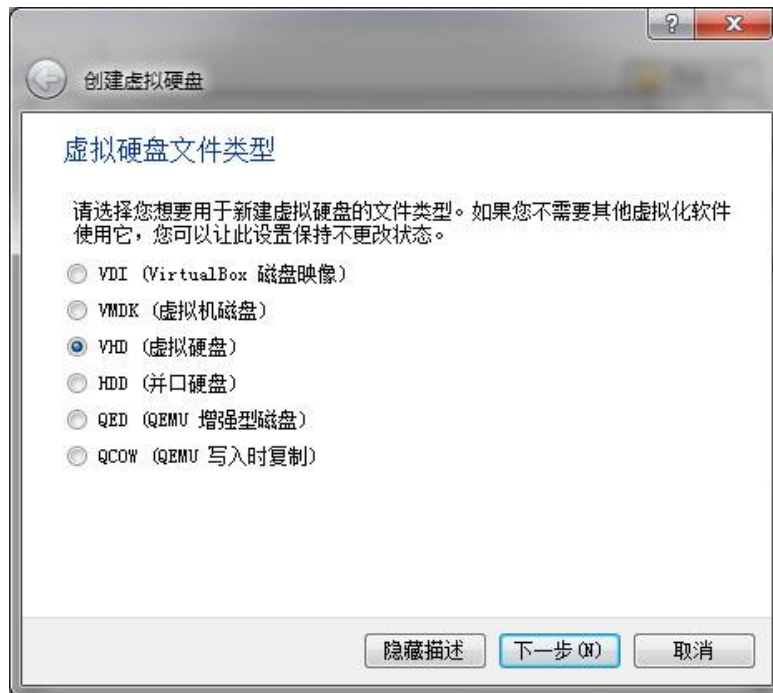 创建虚拟硬盘
虚拟硬盘文件类型
请选择您想要用于新建虚拟硬盘的文件类型。如果您不需要其他虚拟化软件
使用它，您可以让此设置保持不更改状态。
VDI (VirtualBox 磁盘映像)
VMDK (虚拟机磁盘)
VHD (虚拟硬盘)
HDD (并口硬盘)
QED (QEMU 增强型磁盘)
QCOW (QEMU 写入时复制)
隐藏描述 下一步(N) 取消